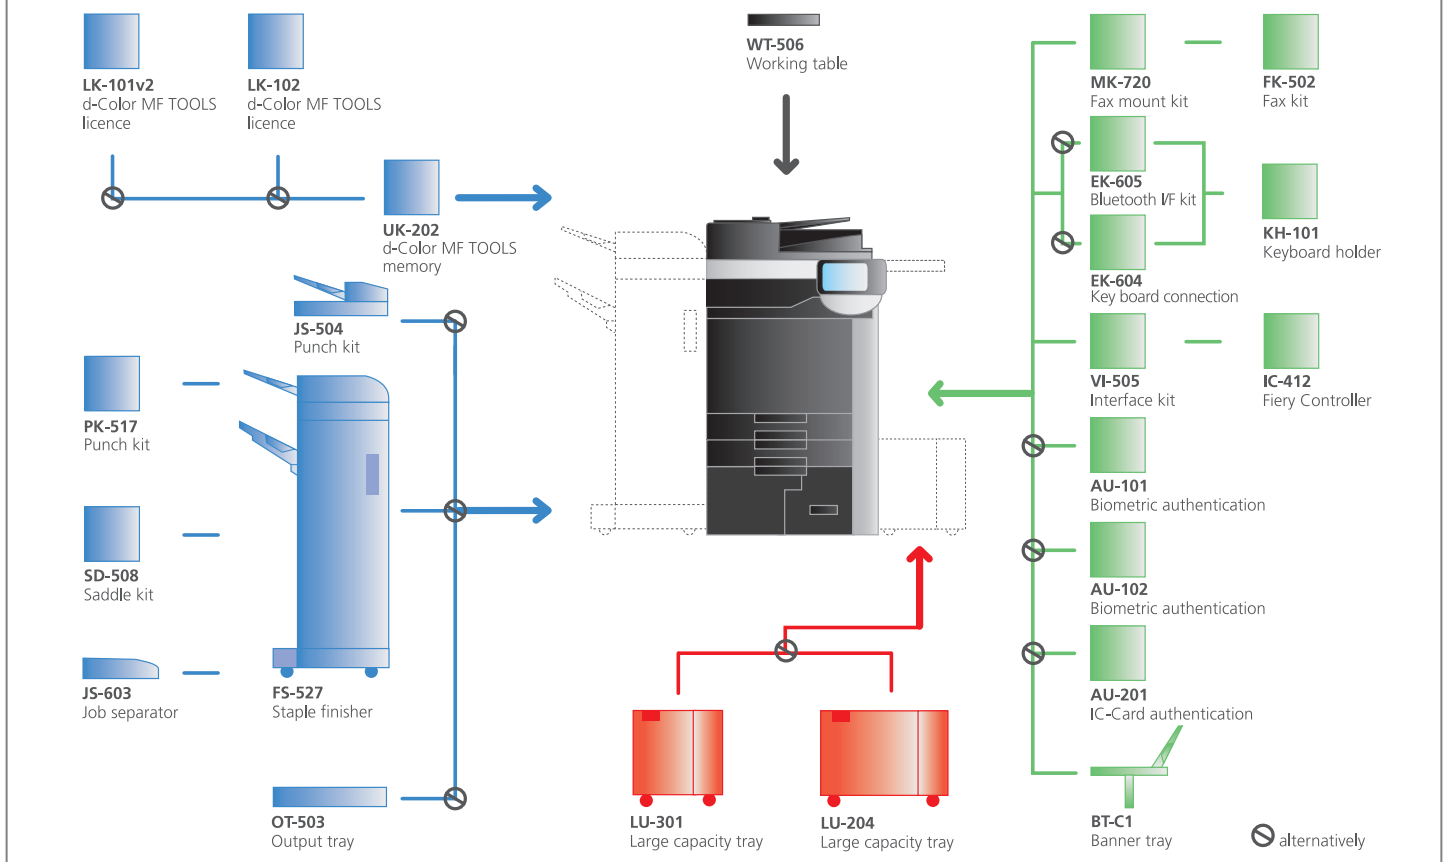 LK-101v2
d-Color MF TOOLS
licence
LK-102
d-Color MF TOOLS
licence
UK-202
d-Color MF TOOLS
memory
JS-504
Punch kit
PK-517
Punch kit
SD-508
Saddle kit
JS-603
Job separator
FS-527
Staple finisher
OT-503
Output tray
WT-506
Working table
LU-301
Large capacity tray
LU-204
Large capacity tray
MK-720
Fax mount kit
FK-502
Fax kit
EK-605
Bluetooth I/F kit
EK-604
Key board connection
KH-101
Keyboard holder
VI-505
Interface kit
IC-412
Fiery Controller
AU-101
Biometric authentication
AU-102
Biometric authentication
AU-201
IC-Card authentication
BT-C1
Banner tray
alternatively